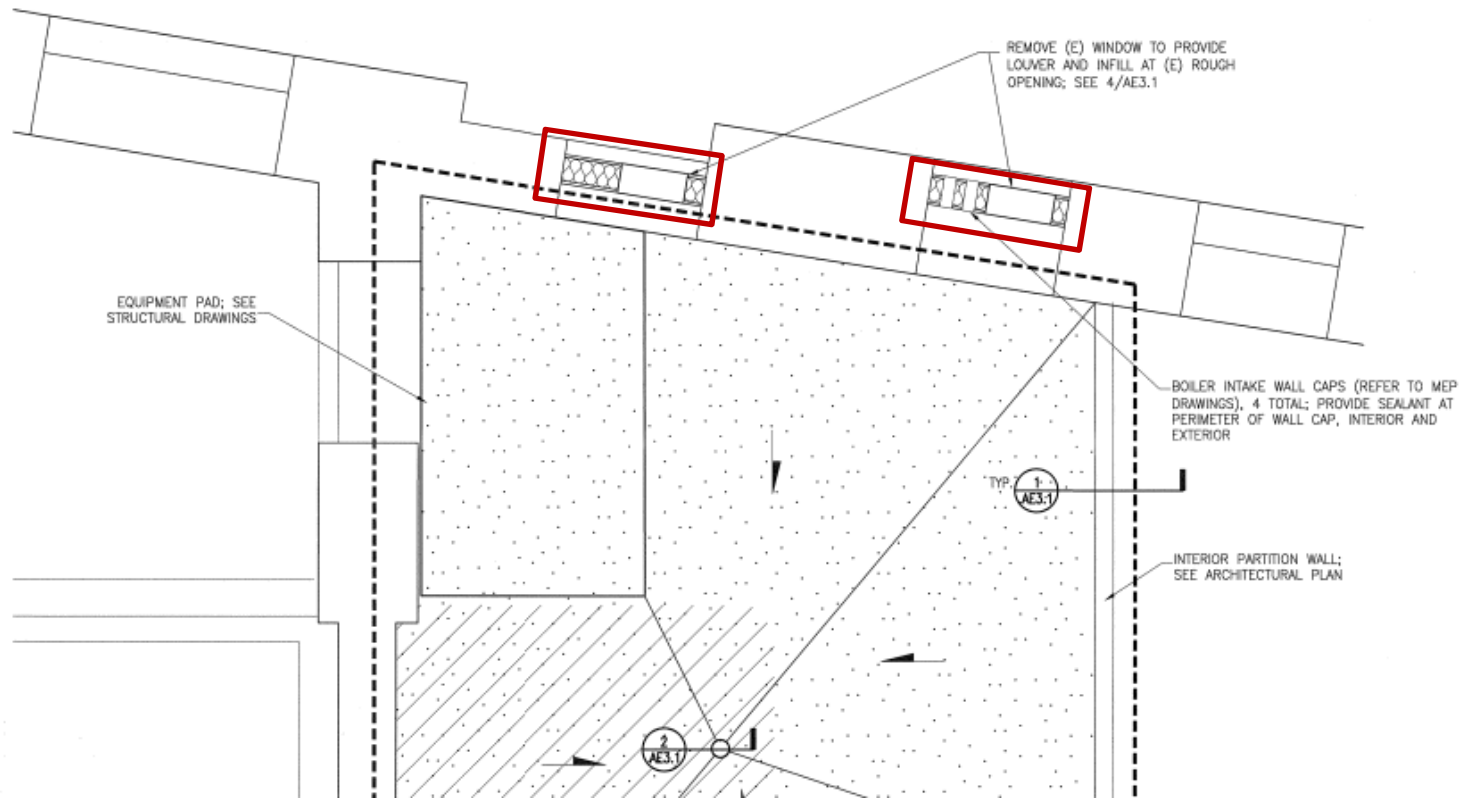 REMOVE (E) WINDOW TO PROVIDE
LOUVER AND INFILL AT (E) ROUGH
OPENING; SEE 4/AE3.1
EQUIPMENT PAD; SEE
STRUCTURAL DRAWINGS
BOILER INTAKE WALL CAPS (REFER TO MEP
DRAWINGS), 4 TOTAL; PROVIDE SEALANT AT
PERIMETER OF WALL CAP, INTERIOR AND
EXTERIOR
TYP.
1
AE3.1
INTERIOR PARTITION WALL;
SEE ARCHITECTURAL PLAN
2
AE3.1